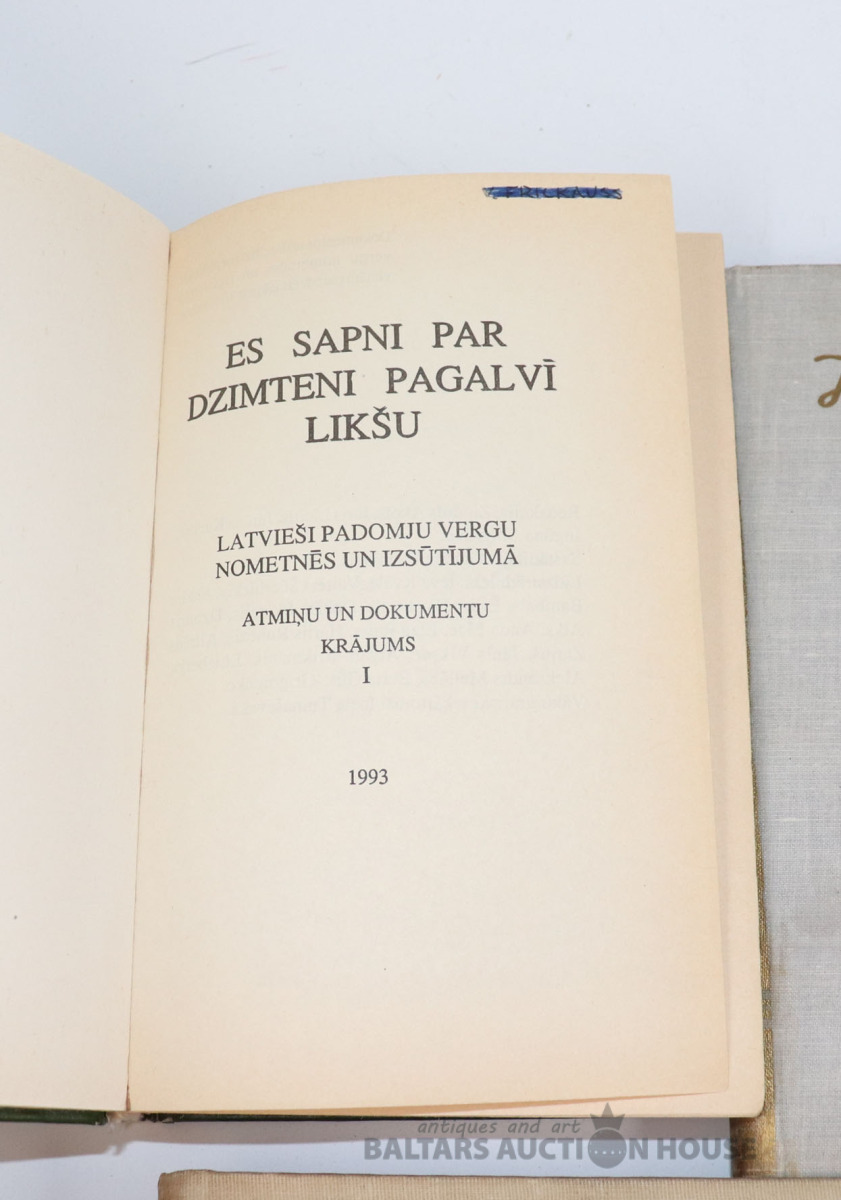 ES SAPNI PAR
DZIMTENI PAGALVĪ
LIKŠU
LATVIEŠI PADOMJU VERGU
NOMETNĒS UN IZSŪTĪJUMĀ
ATMIŅU UN DOKUMENTU
KRĀJUMS
I
1993
antiques and art
BALTARS AUCTION HOUSE